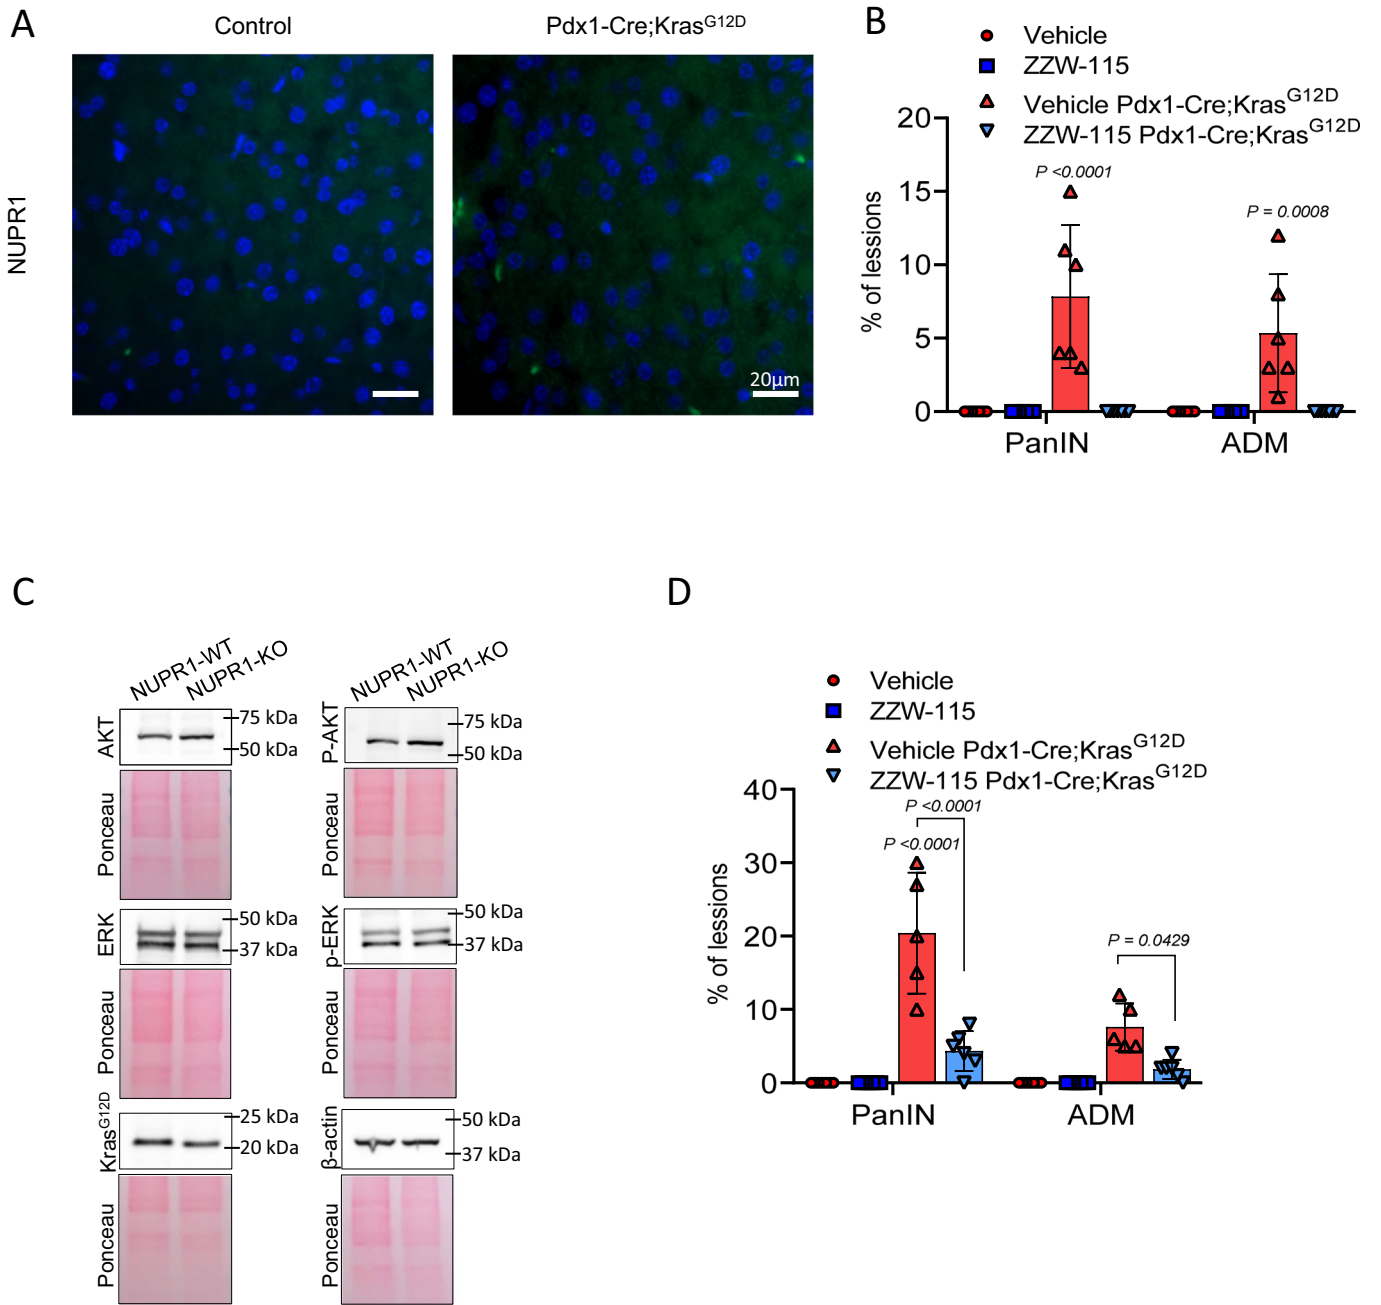 A
Control
Pdx1-Cre;KrasG12D
NUPR1
20µm
B
Vehicle
ZZW-115
Vehicle Pdx1-Cre;KrasG12D
ZZW-115 Pdx1-Cre;KrasG12D
% of lessions
20
15
10
5
0
P <0.0001
P = 0.0008
PanIN
ADM
C
NUPR1-WT
NUPR1-KO
NUPR1-WT
NUPR1-KO
AKT
75 kDa
50 kDa
P-AKT
75 kDa
50 kDa
Ponceau
Ponceau
ERK
50 kDa
37 kDa
p-ERK
50 kDa
37 kDa
Ponceau
Ponceau
KrasG12D
25 kDa
20 kDa
β-actin
50 kDa
37 kDa
Ponceau
Ponceau
D
Vehicle
ZZW-115
Vehicle Pdx1-Cre;KrasG12D
ZZW-115 Pdx1-Cre;KrasG12D
% of lessions
40
30
20
10
0
P <0.0001
P <0.0001
P = 0.0429
PanIN
ADM